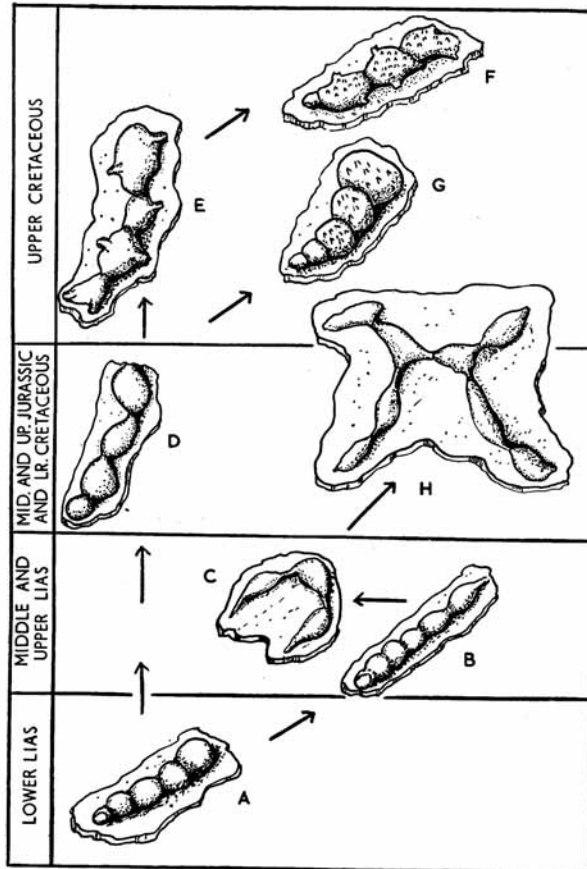 UPPER CRETACEOUS
F
E
G
MID. AND UP. JURASSIC
AND LR. CRETACEOUS
D
H
MIDDLE AND
UPPER LIAS
C
B
LOWER LIAS
A